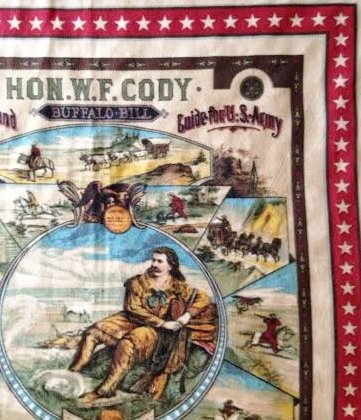 HON.W.F.CODY.
BUFFALO·BILL
and Guide·for·U·S·Army